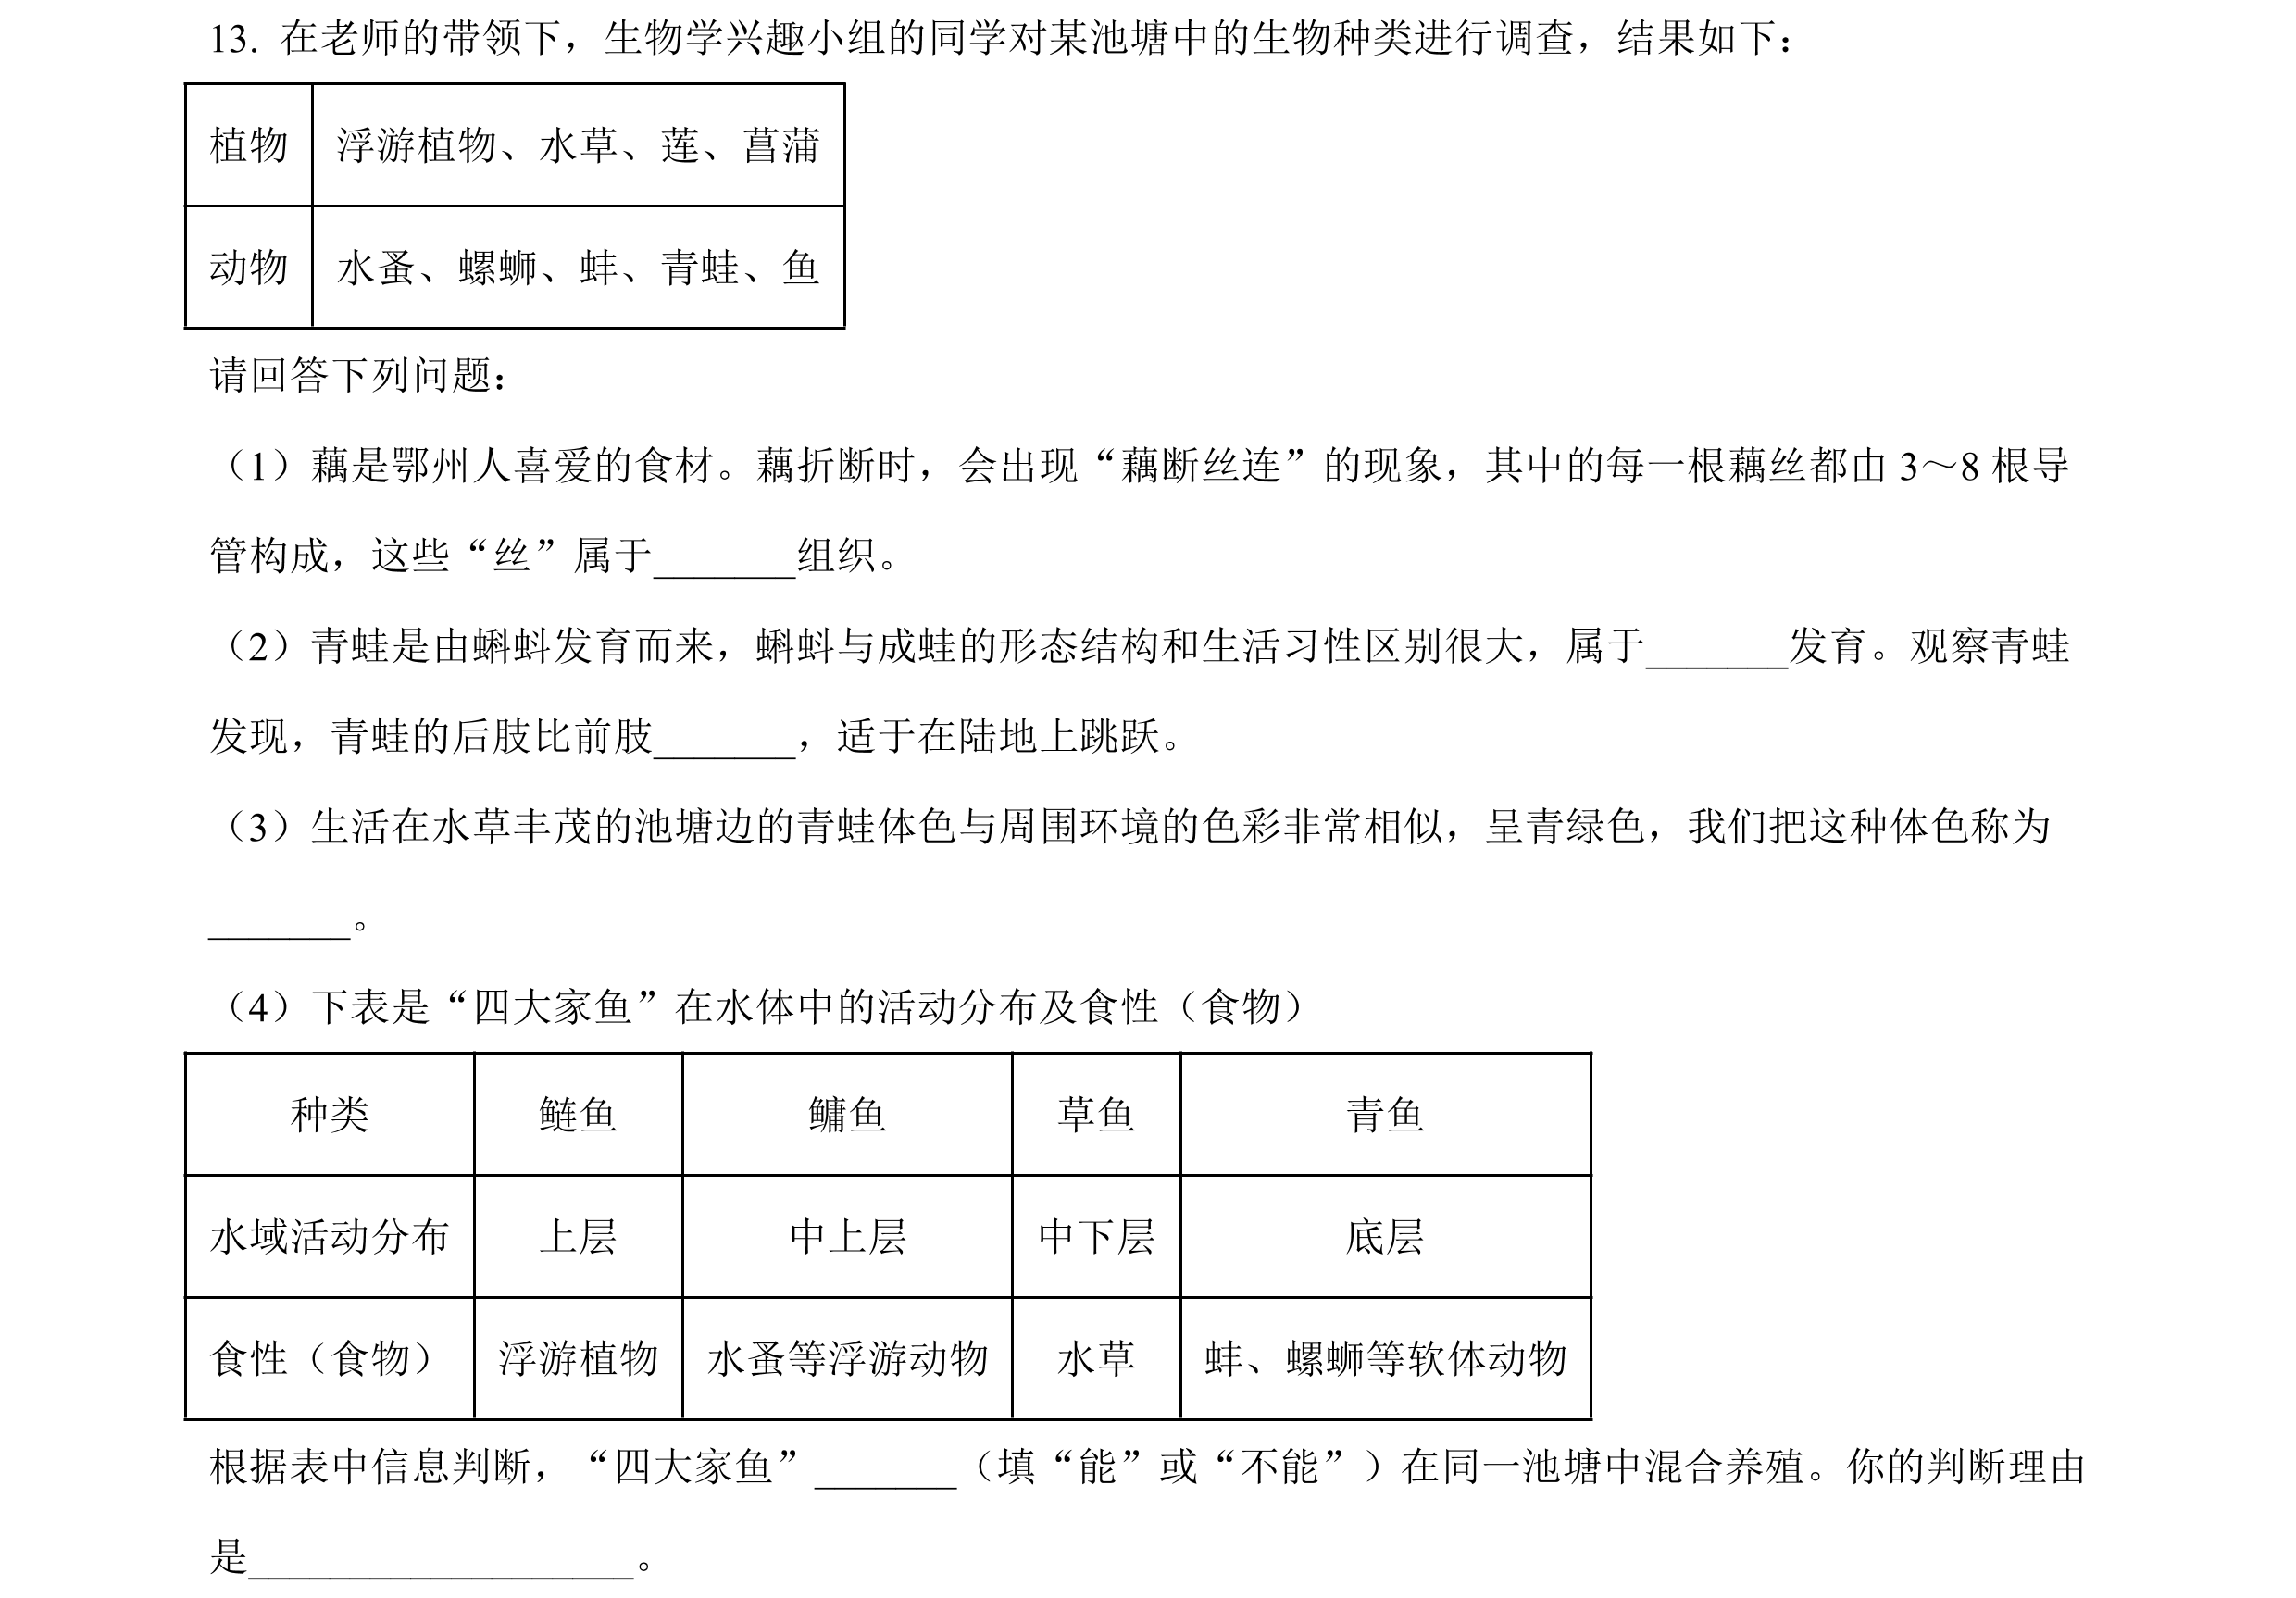 13. 在老师的带领下，生物学兴趣小组的同学对某池塘中的生物种类进行调查，结果如下：
植物 浮游植物、水草、莲、菖蒲
动物 水蚤、螺蛳、蚌、青蛙、鱼
请回答下列问题：
（1）藕是鄂州人喜爱的食材。藕折断时，会出现“藕断丝连”的现象，其中的每一根藕丝都由 3～8 根导
管构成，这些“丝”属于_______组织。
（2）青蛙是由蝌蚪发育而来，蝌蚪与成蛙的形态结构和生活习性区别很大，属于_______发育。观察青蛙
发现，青蛙的后肢比前肢_______，适于在陆地上跳跃。
（3）生活在水草丰茂的池塘边的青蛙体色与周围环境的色彩非常相似，呈青绿色，我们把这种体色称为
_______。
（4）下表是“四大家鱼”在水体中的活动分布及食性（食物）
种类 鲢鱼 鳙鱼 草鱼 青鱼
水域活动分布 上层 中上层 中下层 底层
食性（食物） 浮游植物 水蚤等浮游动物 水草 蚌、螺蛳等软体动物
根据表中信息判断，“四大家鱼”_______（填“能”或“不能”）在同一池塘中混合养殖。你的判断理由
是___________________。